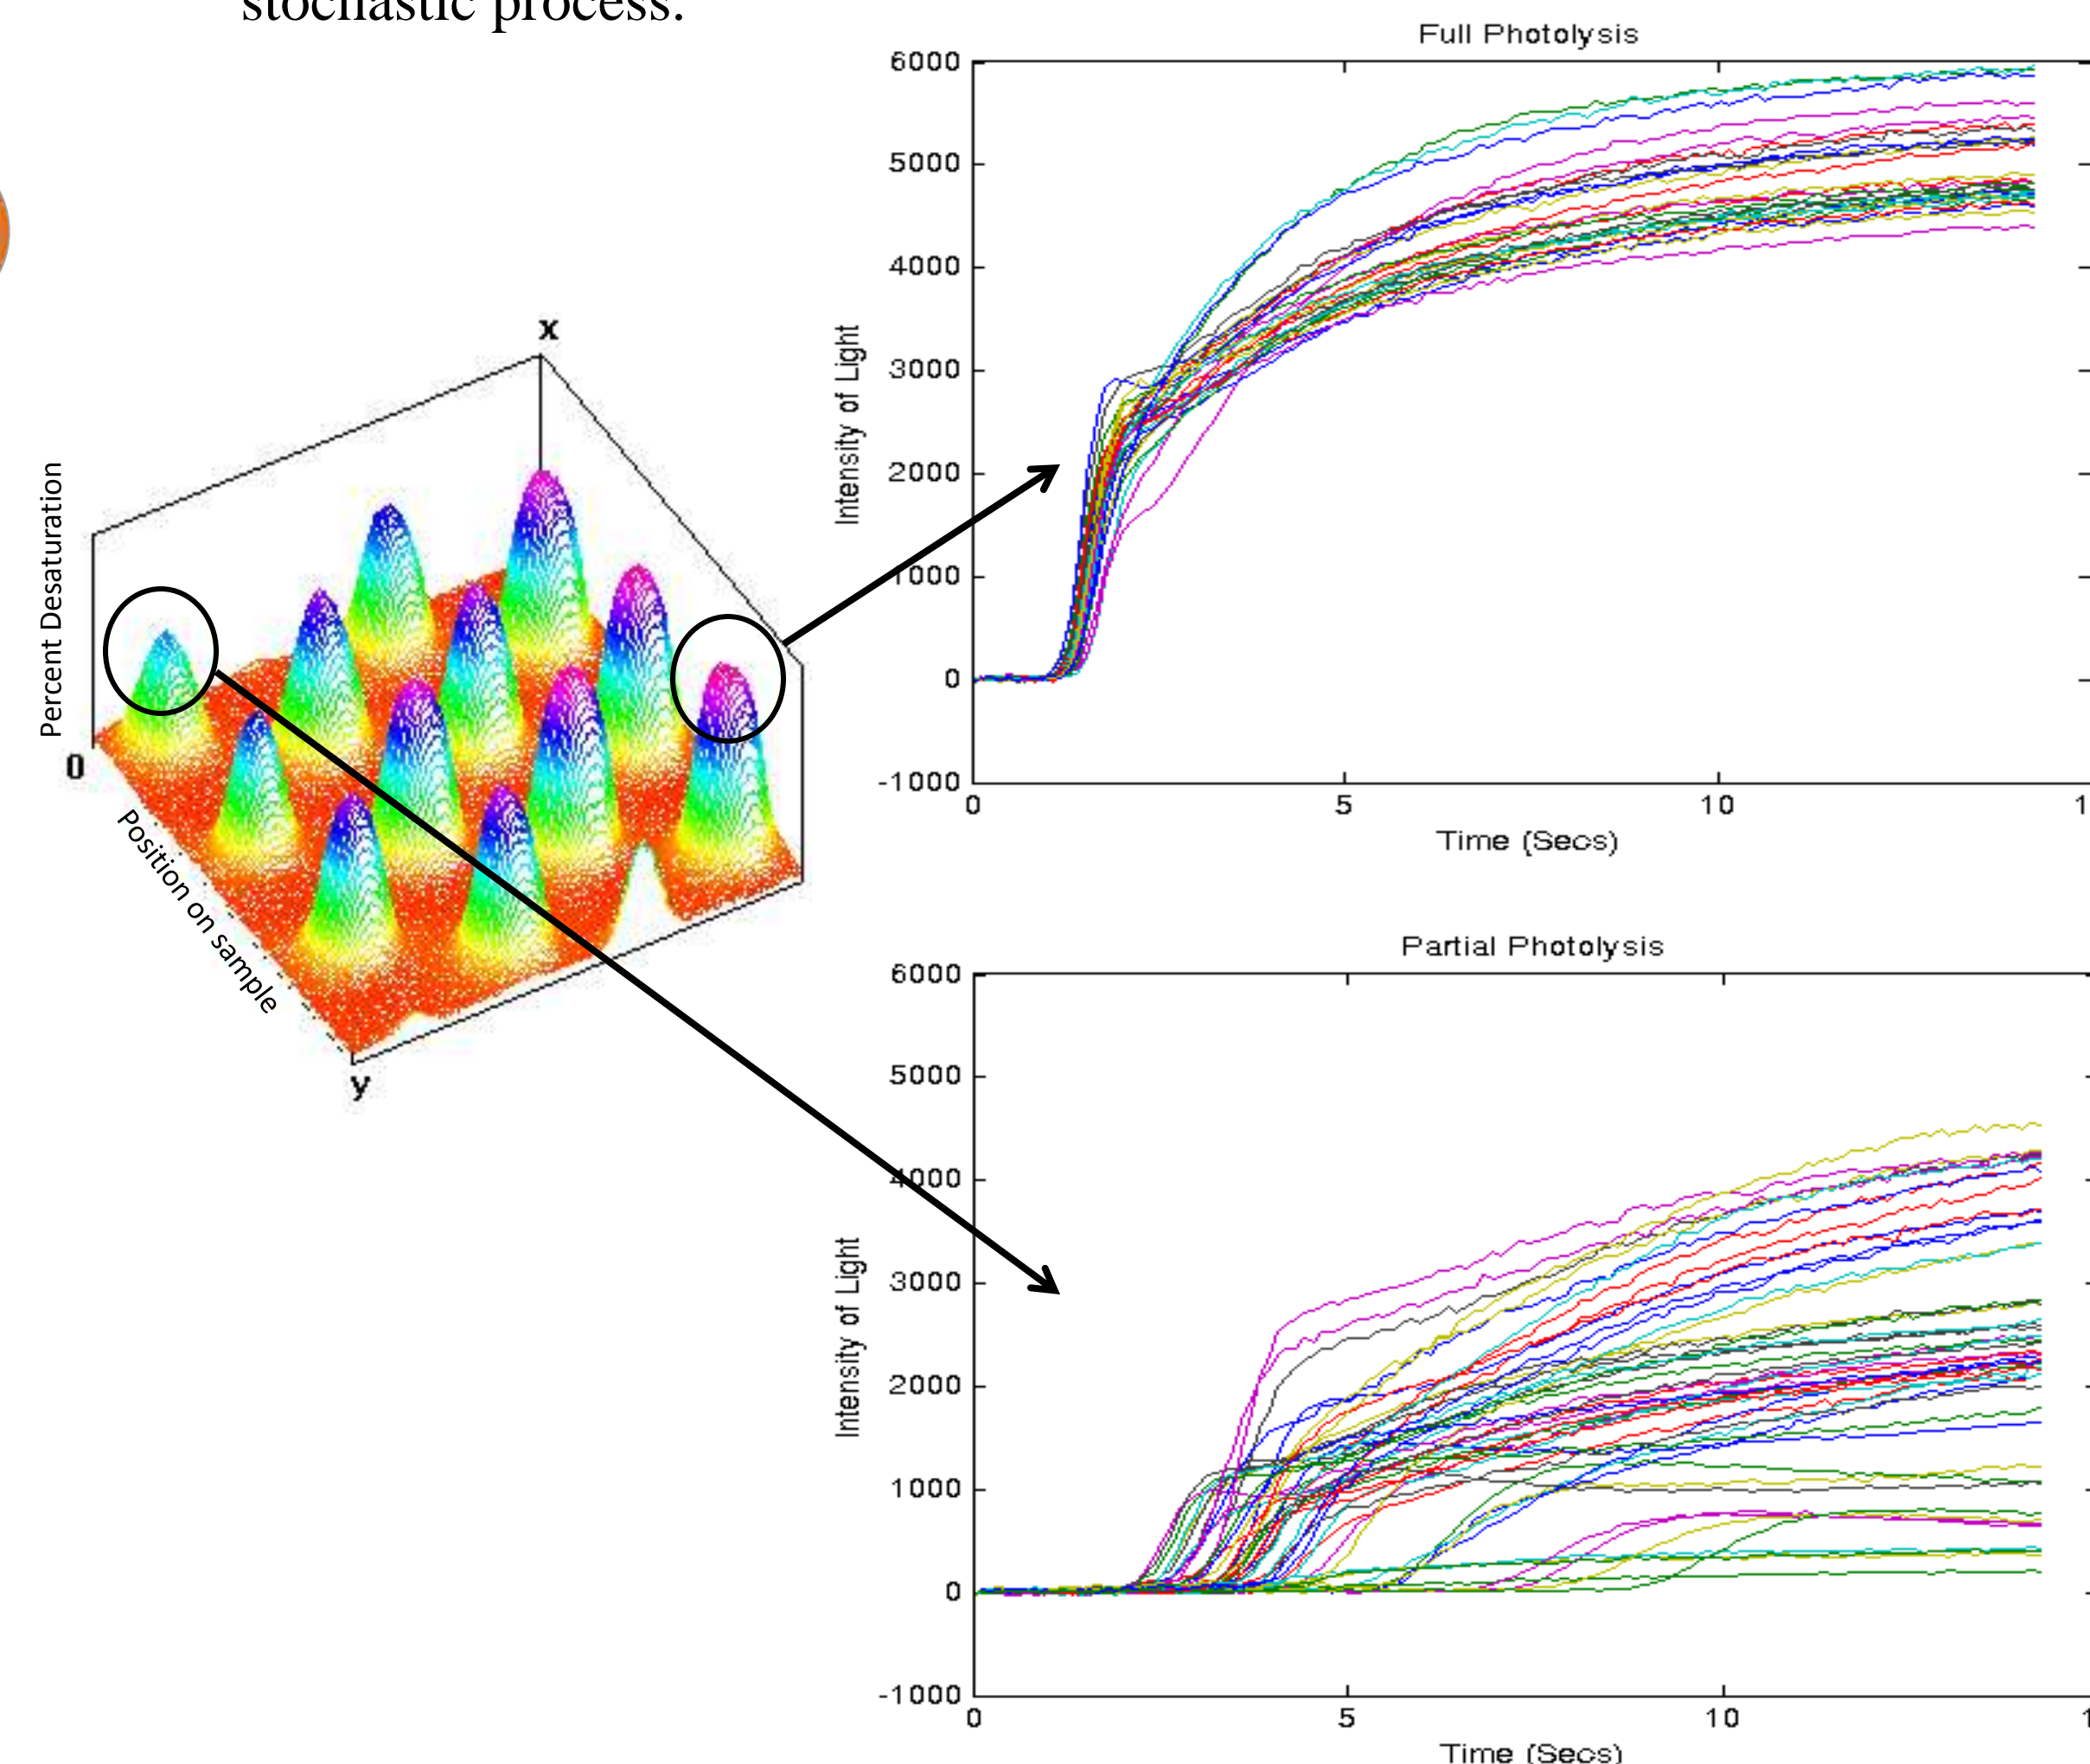 stochastic process.
Full Photolysis
6000
5000
4000
3000
2000
1000
0
-1000
Intensity of Light
0
5
10
1
Time (Secs)
x
Percent Desaturation
0
Position on sample
y
Partial Photolysis
6000
5000
4000
3000
2000
1000
0
-1000
Intensity of Light
0
5
10
1
Time (Secs)